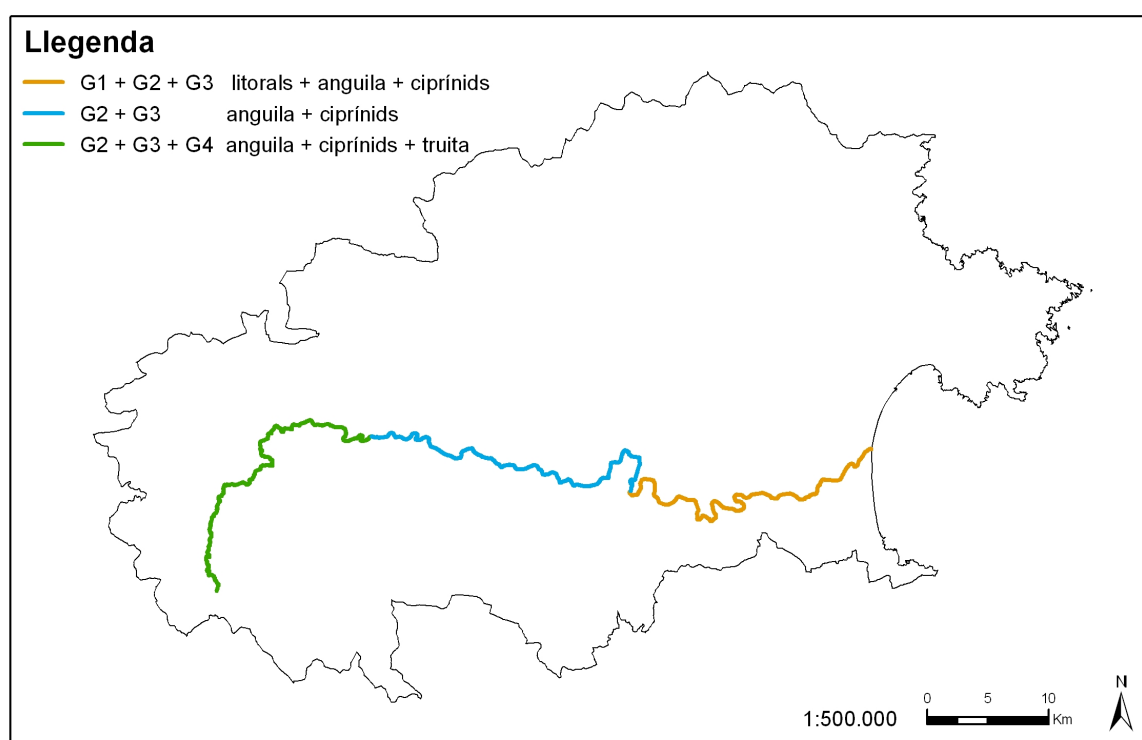 Llegenda
G1 + G2 + G3 litorals + anguila + ciprínids
G2 + G3 anguila + ciprínids
G2 + G3 + G4 anguila + ciprínids + truita
N
0 5 10
1:500.000 Km